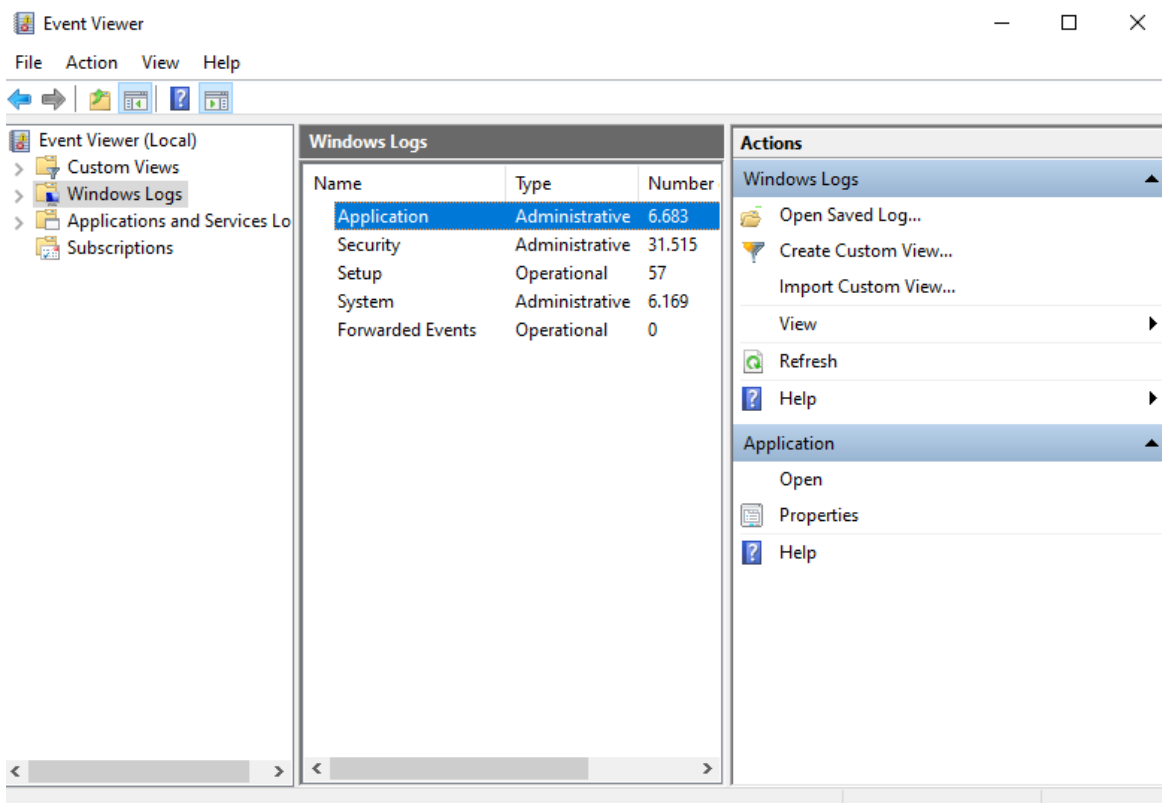 Event Viewer
File Action View Help
Event Viewer (Local)
Custom Views
Windows Logs
Applications and Services Lo
Subscriptions
Windows Logs
Name Type Number
Application Administrative 6.683
Security Administrative 31.515
Setup Operational 57
System Administrative 6.169
Forwarded Events Operational 0
Actions
Windows Logs
Open Saved Log...
Create Custom View...
Import Custom View...
View
Refresh
Help
Application
Open
Properties
Help